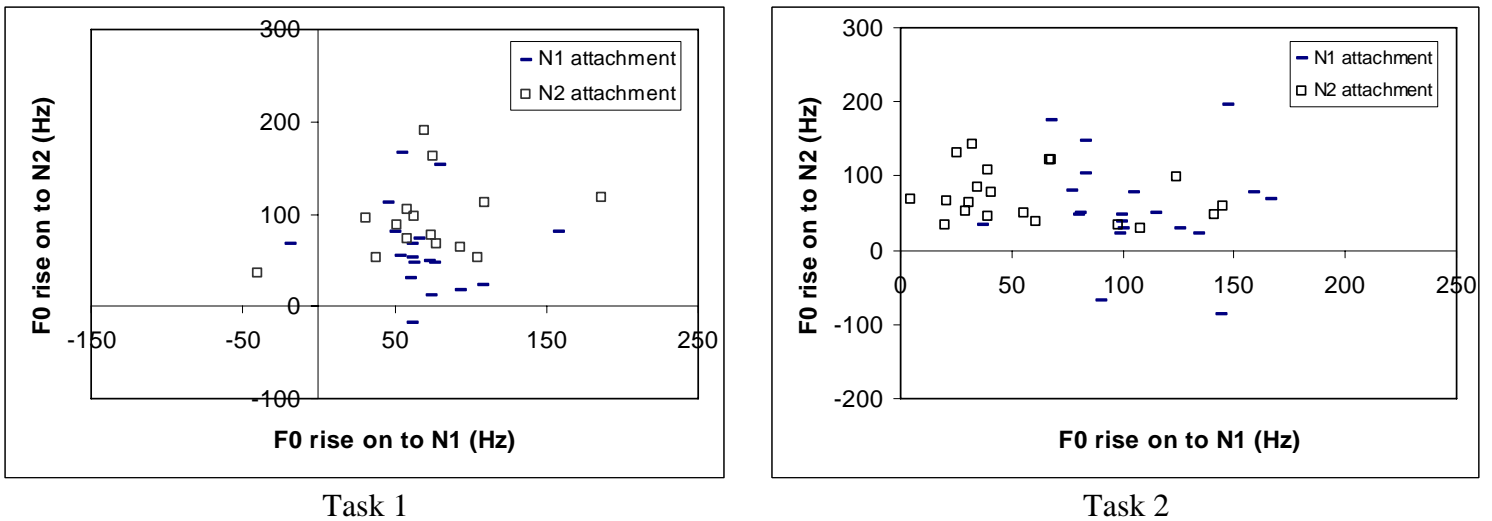 300
200
100
0
-100
-150
-50
50
150
250
F0 rise on to N2 (Hz)
F0 rise on to N1 (Hz)
N1 attachment
N2 attachment
Task 1
300
200
100
0
-100
-200
0
50
100
150
200
250
F0 rise on to N2 (Hz)
F0 rise on to N1 (Hz)
N1 attachment
N2 attachment
Task 2